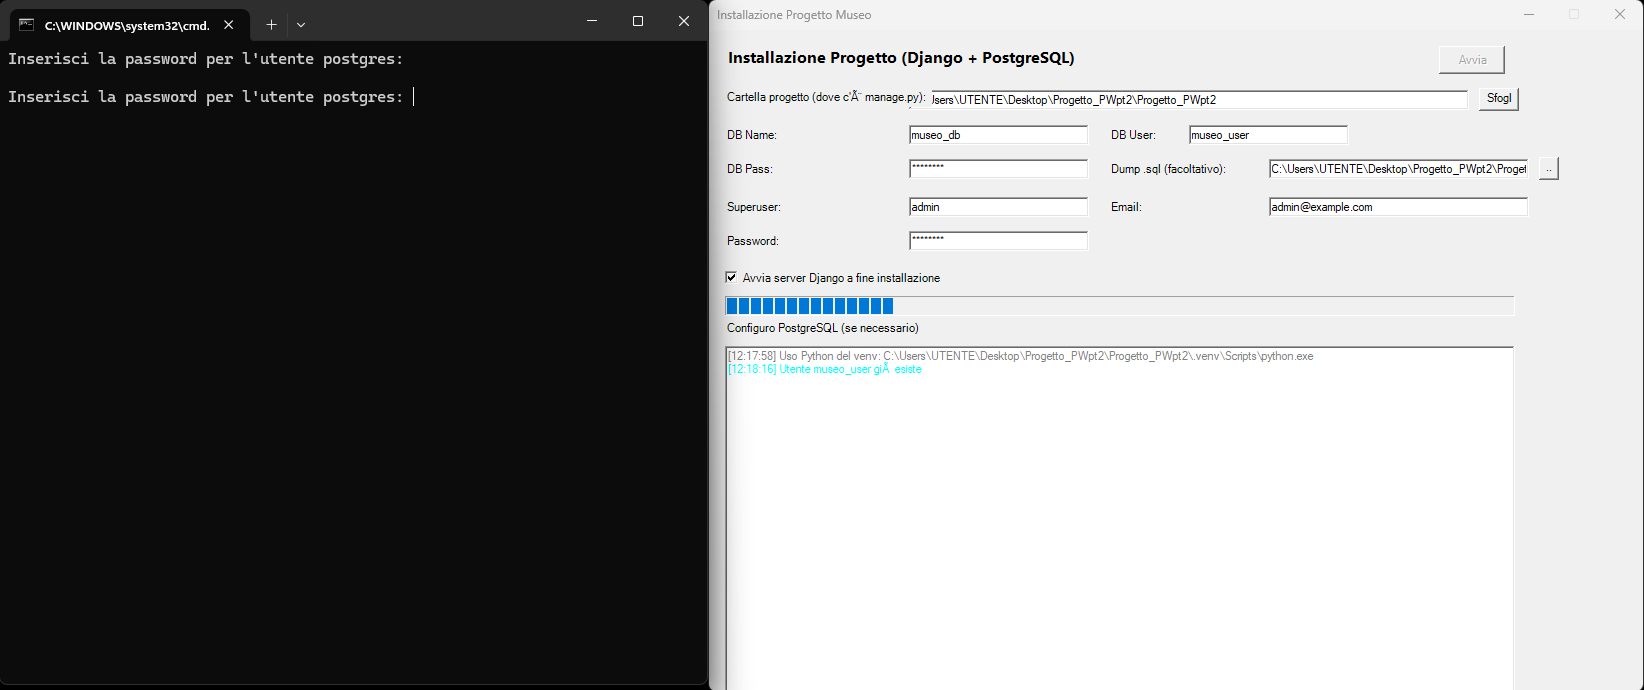 C:\WINDOWS\system32\cmd.
Inserisci la password per l'utente postgres:
Inserisci la password per l'utente postgres:
Installazione Progetto Museo
Installazione Progetto (Django + PostgreSQL)
Avvia
Cartella progetto (dove c'Ã¨ manage.py):
Jsers\UTENTE\Desktop\Progetto_PWpt2\Progetto_PWpt2
Sfogl
DB Name:
museo_db
DB User:
museo_user
DB Pass:
********
Dump .sql (facoltativo):
C:\Users\UTENTE\Desktop\Progetto_PWpt2\Proget
..
Superuser:
admin
Email:
admin@example.com
Password:
********
Avvia server Django a fine installazione
Configuro PostgreSQL (se necessario)
[12:17:58] Uso Python del venv: C:\Users\UTENTE\Desktop\Progetto_PWpt2\Progetto_PWpt2\.venv\Scripts\python.exe
[12:18:16] Utente museo_user giÃ  esiste